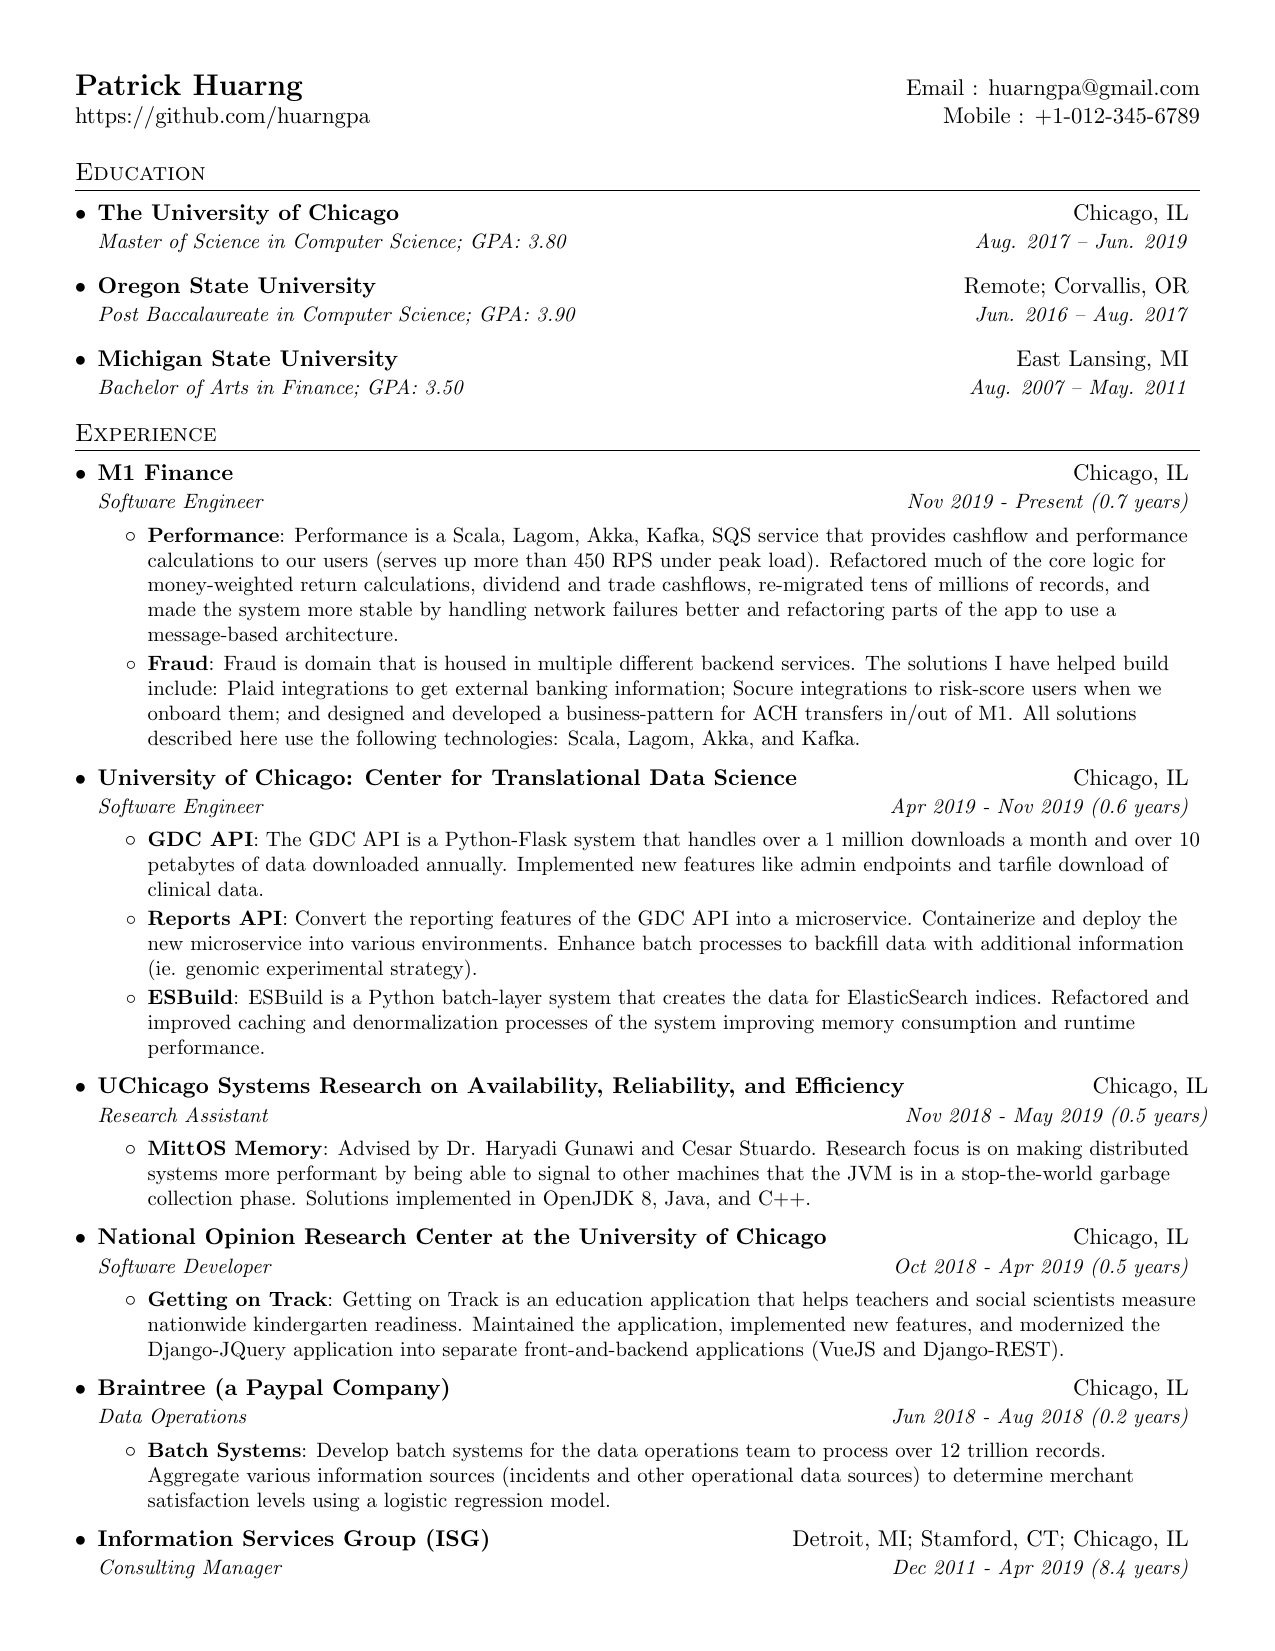 Patrick Huarng Email : huarngpa@gmail.com
https://github.com/huarngpa Mobile : +1-012-345-6789
Education
• The University of Chicago Chicago, IL
Master of Science in Computer Science; GPA: 3.80 Aug. 2017 – Jun. 2019
• Oregon State University Remote; Corvallis, OR
Post Baccalaureate in Computer Science; GPA: 3.90 Jun. 2016 – Aug. 2017
• Michigan State University East Lansing, MI
Bachelor of Arts in Finance; GPA: 3.50 Aug. 2007 – May. 2011
Experience
• M1 Finance Chicago, IL
Software Engineer Nov 2019 - Present (0.7 years)
◦ Performance: Performance is a Scala, Lagom, Akka, Kafka, SQS service that provides cashflow and performance
calculations to our users (serves up more than 450 RPS under peak load). Refactored much of the core logic for
money-weighted return calculations, dividend and trade cashflows, re-migrated tens of millions of records, and
made the system more stable by handling network failures better and refactoring parts of the app to use a
message-based architecture.
◦ Fraud: Fraud is domain that is housed in multiple different backend services. The solutions I have helped build
include: Plaid integrations to get external banking information; Socure integrations to risk-score users when we
onboard them; and designed and developed a business-pattern for ACH transfers in/out of M1. All solutions
described here use the following technologies: Scala, Lagom, Akka, and Kafka.
• University of Chicago: Center for Translational Data Science Chicago, IL
Software Engineer Apr 2019 - Nov 2019 (0.6 years)
◦ GDC API: The GDC API is a Python-Flask system that handles over a 1 million downloads a month and over 10
petabytes of data downloaded annually. Implemented new features like admin endpoints and tarfile download of
clinical data.
◦ Reports API: Convert the reporting features of the GDC API into a microservice. Containerize and deploy the
new microservice into various environments. Enhance batch processes to backfill data with additional information
(ie. genomic experimental strategy).
◦ ESBuild: ESBuild is a Python batch-layer system that creates the data for ElasticSearch indices. Refactored and
improved caching and denormalization processes of the system improving memory consumption and runtime
performance.
• UChicago Systems Research on Availability, Reliability, and Efficiency Chicago, IL
Research Assistant Nov 2018 - May 2019 (0.5 years)
◦ MittOS Memory: Advised by Dr. Haryadi Gunawi and Cesar Stuardo. Research focus is on making distributed
systems more performant by being able to signal to other machines that the JVM is in a stop-the-world garbage
collection phase. Solutions implemented in OpenJDK 8, Java, and C++.
• National Opinion Research Center at the University of Chicago Chicago, IL
Software Developer Oct 2018 - Apr 2019 (0.5 years)
◦ Getting on Track: Getting on Track is an education application that helps teachers and social scientists measure
nationwide kindergarten readiness. Maintained the application, implemented new features, and modernized the
Django-JQuery application into separate front-and-backend applications (VueJS and Django-REST).
• Braintree (a Paypal Company) Chicago, IL
Data Operations Jun 2018 - Aug 2018 (0.2 years)
◦ Batch Systems: Develop batch systems for the data operations team to process over 12 trillion records.
Aggregate various information sources (incidents and other operational data sources) to determine merchant
satisfaction levels using a logistic regression model.
• Information Services Group (ISG) Detroit, MI; Stamford, CT; Chicago, IL
Consulting Manager Dec 2011 - Apr 2019 (8.4 years)